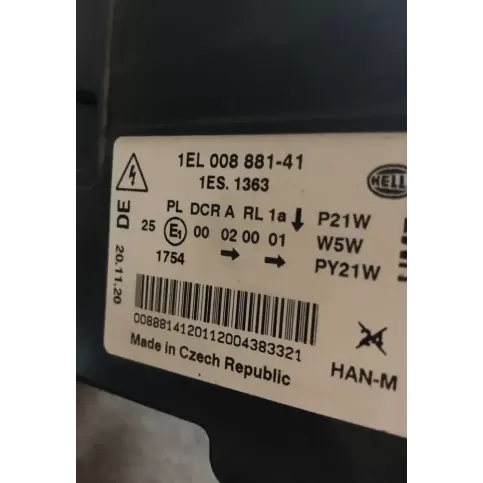 1EL 008 881-41
1ES. 1363
HELL
DE
20.11.20
PL DCR A RL 1a ↓
25 E1 00 02 00 01
→ →
1754
P21W
W5W
PY21W
00888141201120043833​21
Made in Czech Republic
24
HAN-M